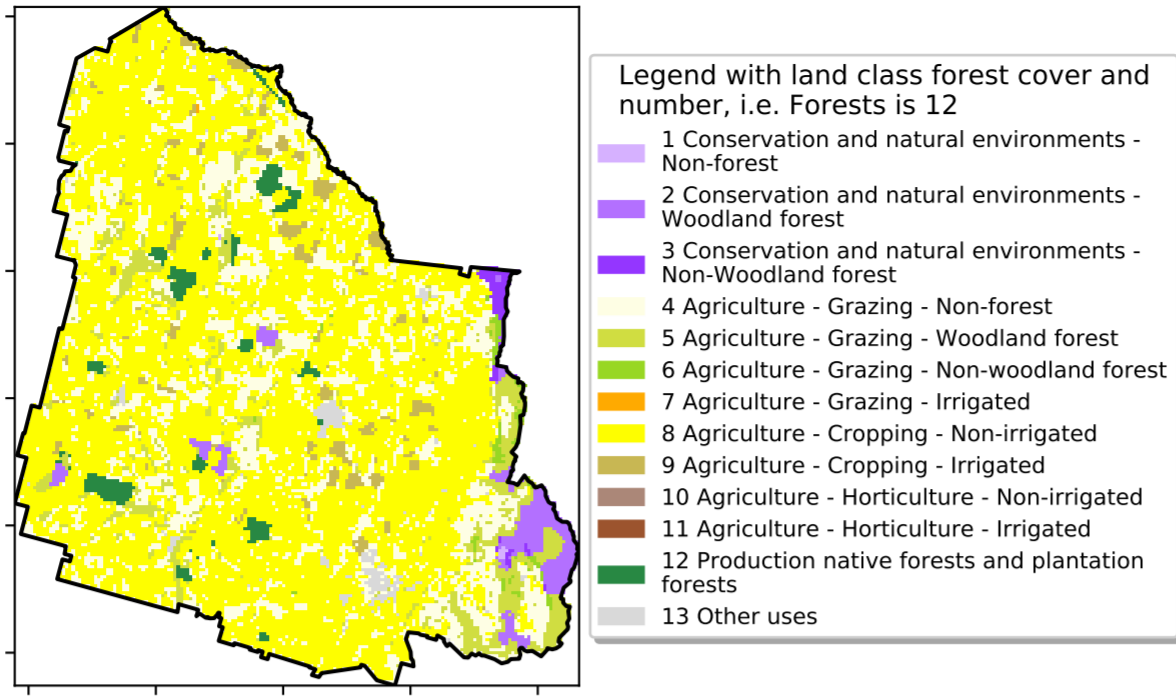 Legend with land class forest cover and
number, i.e. Forests is 12
1 Conservation and natural environments -
Non-forest
2 Conservation and natural environments -
Woodland forest
3 Conservation and natural environments -
Non-Woodland forest
4 Agriculture - Grazing - Non-forest
5 Agriculture - Grazing - Woodland forest
6 Agriculture - Grazing - Non-woodland forest
7 Agriculture - Grazing - Irrigated
8 Agriculture - Cropping - Non-irrigated
9 Agriculture - Cropping - Irrigated
10 Agriculture - Horticulture - Non-irrigated
11 Agriculture - Horticulture - Irrigated
12 Production native forests and plantation
forests
13 Other uses